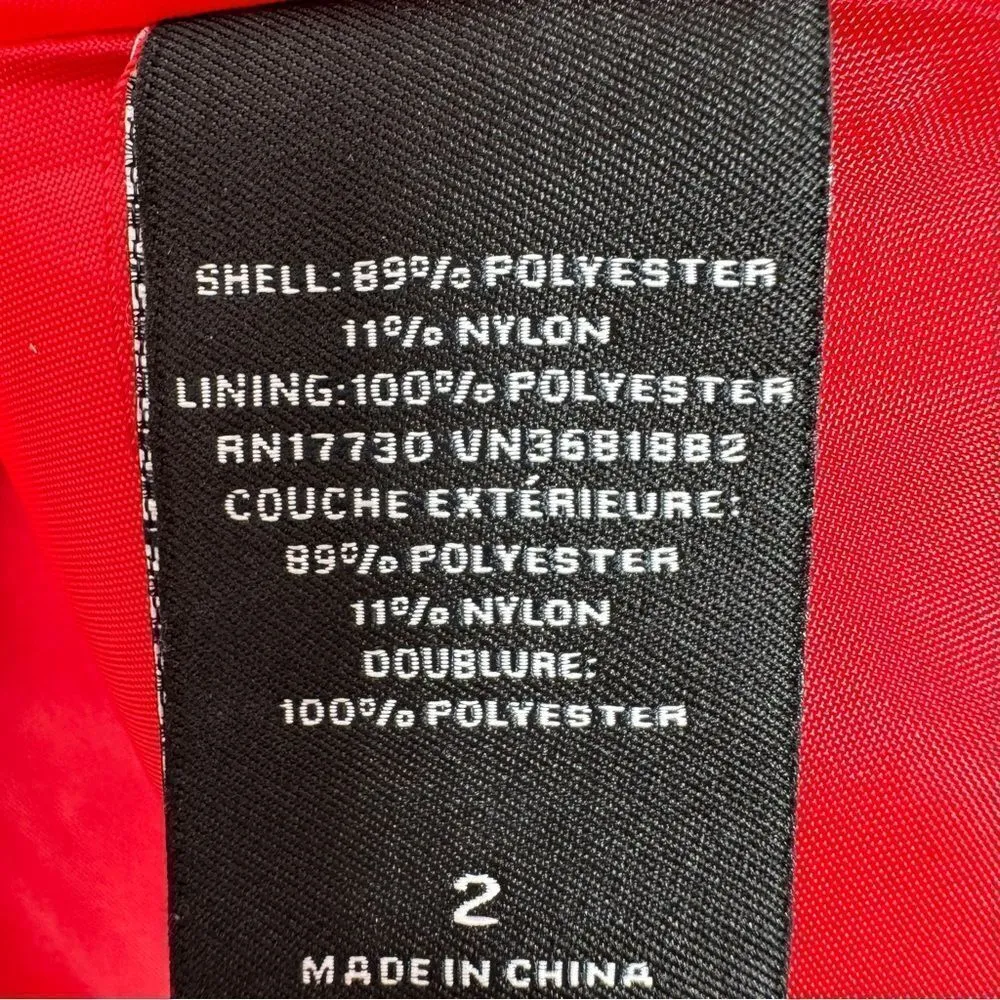 SHELL: 89% POLYESTER
11% NYLON
LINING:100% POLYESTER
RN17730 VN3681882
COUCHE EXTÉRIEURE:
89% POLYESTER
11% NYLON
DOUBLURE:
100% POLYESTER
2
MADE IN CHINA